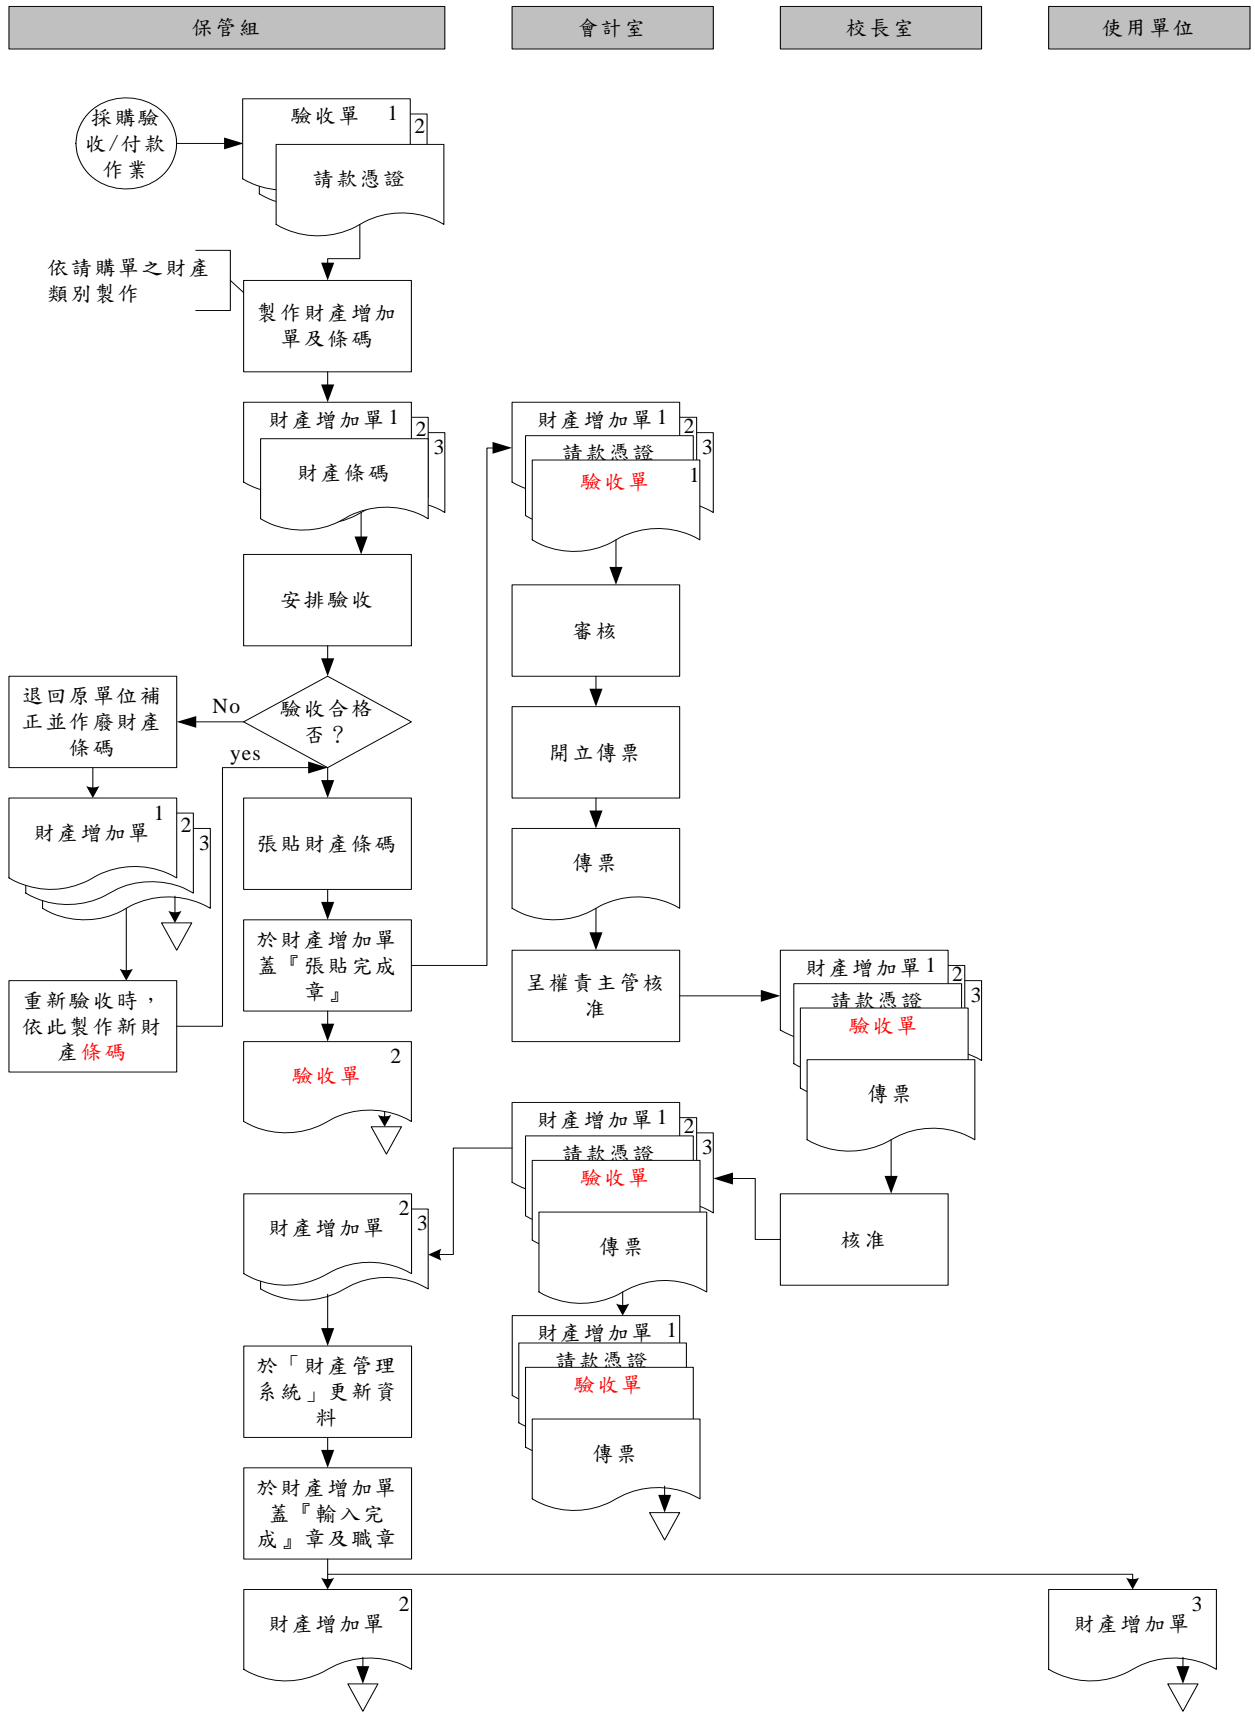 保管組
會計室
校長室
使用單位
採購驗
收/付款
作業
驗收單 1
2
請款憑證
依請購單之財產
類別製作
製作財產增加
單及條碼
財產增加單 1
2
3
財產條碼
安排驗收
驗收合格
否？
No
yes
退回原單位補
正並作廢財產
條碼
財產增加單
1
2
3
重新驗收時，
依此製作新財
產條碼
張貼財產條碼
於財產增加單
蓋『張貼完成
章』
驗收單
2
財產增加單 1
2
3
請款憑證
驗收單 1
審核
開立傳票
傳票
呈權責主管核
准
財產增加單 1
2
3
請款憑證
驗收單
傳票
核准
財產增加單 1
2
3
請款憑證
驗收單
傳票
財產增加單
2
3
財產增加單 1
請款憑證
驗收單
傳票
於「財產管理
系統」更新資
料
於財產增加單
蓋『輸入完
成』章及職章
財產增加單
2
財產增加單
3